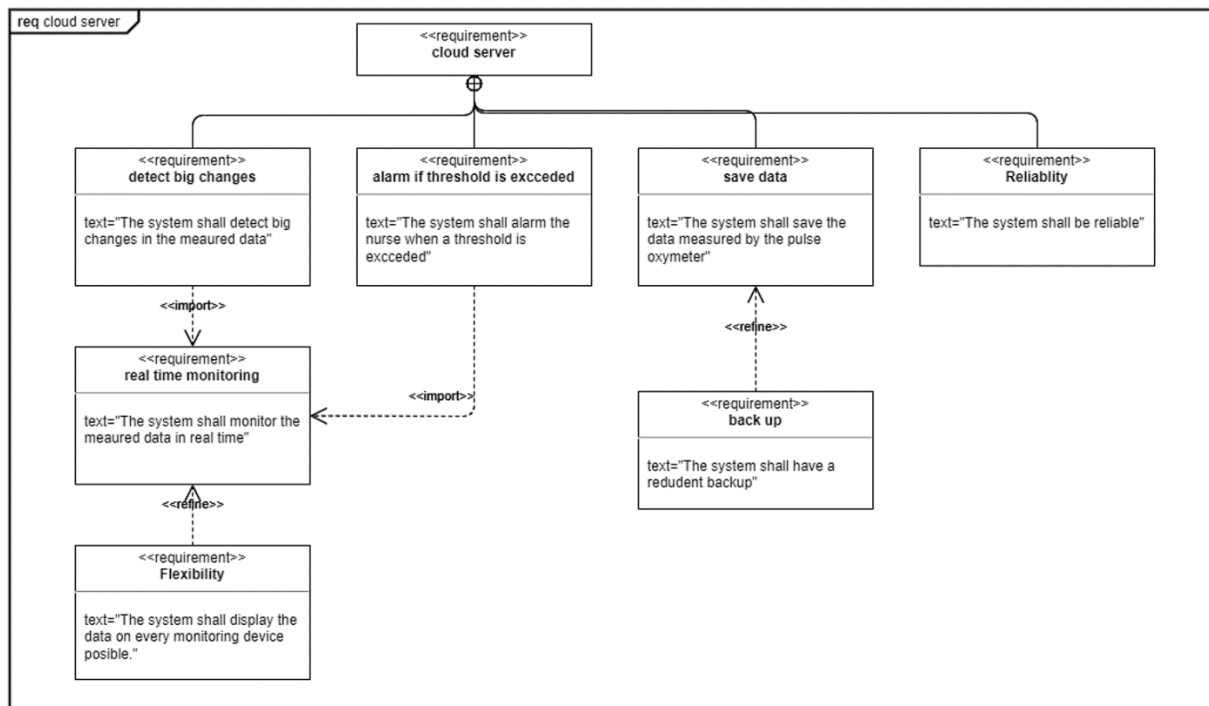 req cloud server
<<requirement>>
cloud server
<<requirement>>
detect big changes
text="The system shall detect big
changes in the meaured data"
<<requirement>>
alarm if threshold is excceded
text="The system shall alarm the
nurse when a threshold is
excceded"
<<requirement>>
save data
text="The system shall save the
data measured by the pulse
oxymeter"
<<requirement>>
Reliablity
text="The system shall be reliable"
<<import>>
<<refine>>
<<requirement>>
real time monitoring
text="The system shall monitor the
meaured data in real time"
<<import>>
<<requirement>>
back up
text="The system shall have a
redudent backup"
<<refine>>
<<requirement>>
Flexibility
text="The system shall display the
data on every monitoring device
posible."